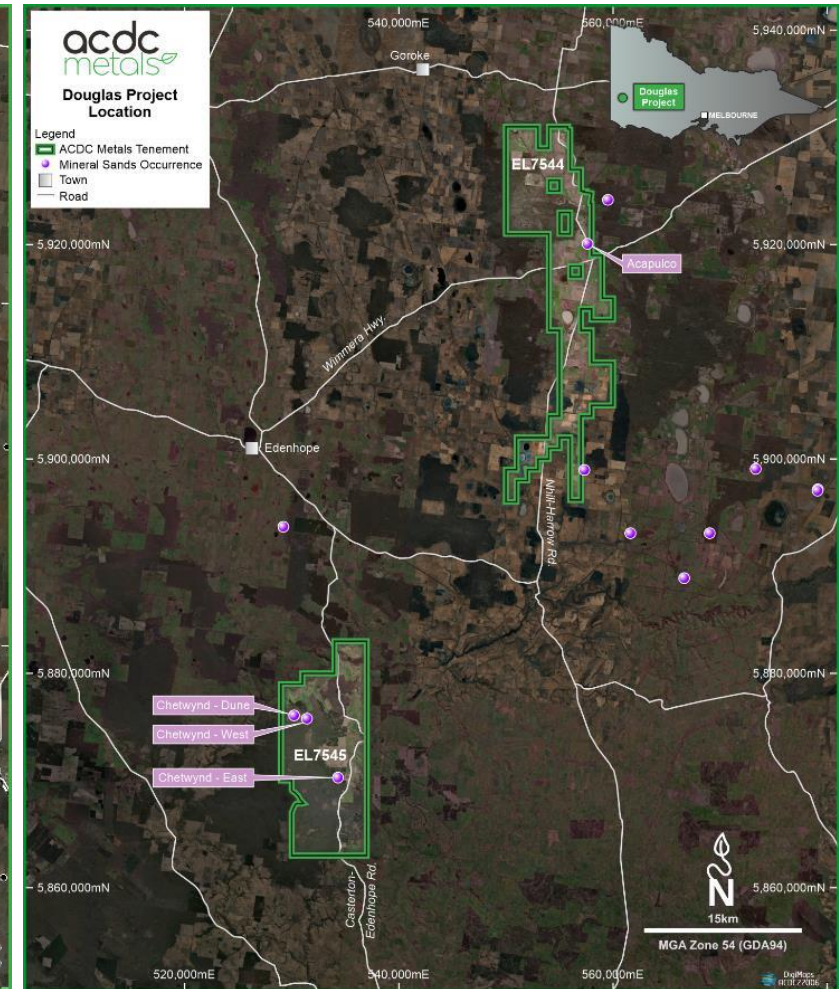 acdc
metals
Douglas Project
Location
Legend
ACDC Metals Tenement
Mineral Sands Occurrence
Town
Road
540,000mE
560,000mE
5,940,000mN
Goroke
Douglas
Project
MELBOURNE
EL7544
5,920,000mN
5,920,000mN
Acapulco
Wimmera Hwy.
Edenhope
5,900,000mN
5,900,000mN
Nhill-Harrow Rd.
5,880,000mN
5,880,000mN
Chetwynd - Dune
Chetwynd - West
EL7545
Chetwynd - East
Casterton-
Edenhope Rd.
5,860,000mN
5,860,000mN
N
15km
MGA Zone 54 (GDA94)
520,000mE
540,000mE
560,000mE
DigiMaps